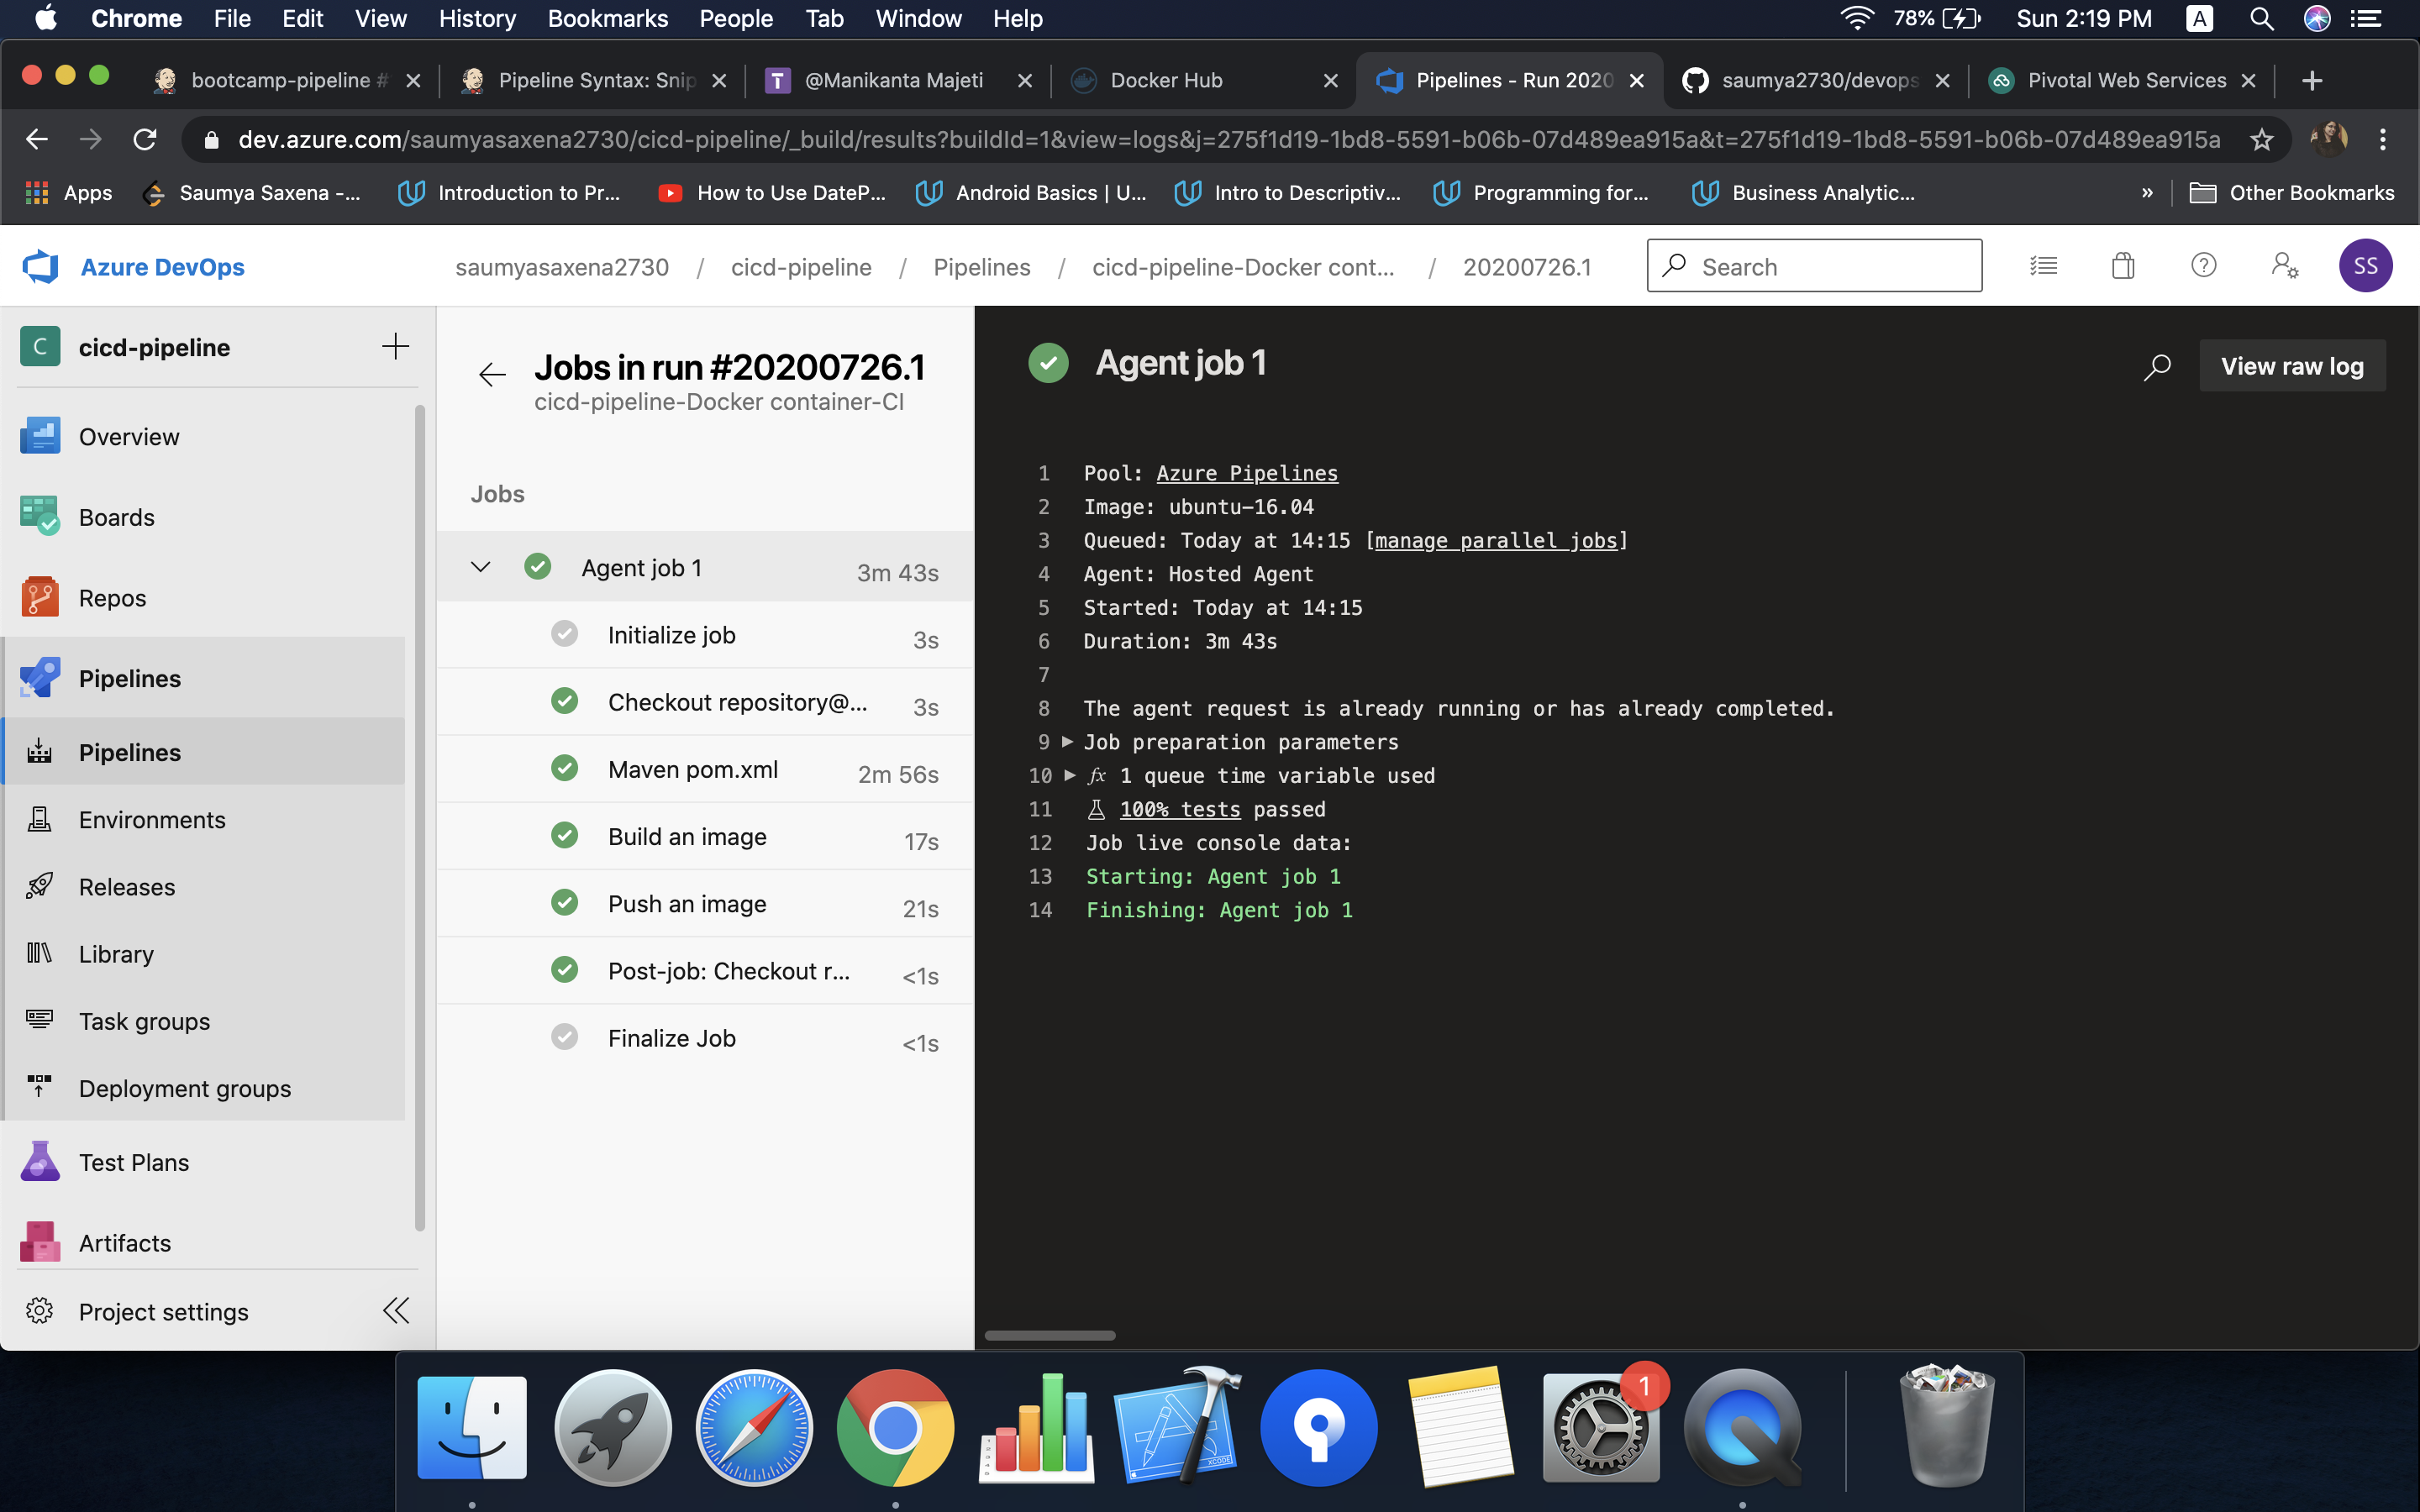 Chrome File Edit View History Bookmarks People Tab Window Help 78% Sun 2:19 PM A
bootcamp-pipeline # Pipeline Syntax: Snip T @Manikanta Majeti Docker Hub Pipelines - Run 2020 saumya2730/devops Pivotal Web Services
dev.azure.com/saumyasaxena2730/cicd-pipeline/_build/results?buildId=1&view=logs&j=275f1d19-1bd8-5591-b06b-07d489ea915a&t=275f1d19-1bd8-5591-b06b-07d489ea915a
Apps Saumya Saxena -... Introduction to Pr... How to Use DateP... Android Basics | U... Intro to Descriptiv... Programming for... Business Analytic... » Other Bookmarks
Azure DevOps saumyasaxena2730 / cicd-pipeline / Pipelines / cicd-pipeline-Docker cont... / 20200726.1 Search SS
C cicd-pipeline
Overview
Boards
Repos
Pipelines
Pipelines
Environments
Releases
Library
Task groups
Deployment groups
Test Plans
Artifacts
Project settings
Jobs in run #20200726.1
cicd-pipeline-Docker container-CI
Jobs
Agent job 1 3m 43s
Initialize job 3s
Checkout repository@... 3s
Maven pom.xml 2m 56s
Build an image 17s
Push an image 21s
Post-job: Checkout r... <1s
Finalize Job <1s
Agent job 1
View raw log
1 Pool: Azure Pipelines
2 Image: ubuntu-16.04
3 Queued: Today at 14:15 [manage parallel jobs]
4 Agent: Hosted Agent
5 Started: Today at 14:15
6 Duration: 3m 43s
7
8 The agent request is already running or has already completed.
9 Job preparation parameters
10 fx 1 queue time variable used
11 100% tests passed
12 Job live console data:
13 Starting: Agent job 1
14 Finishing: Agent job 1
XCODE
1